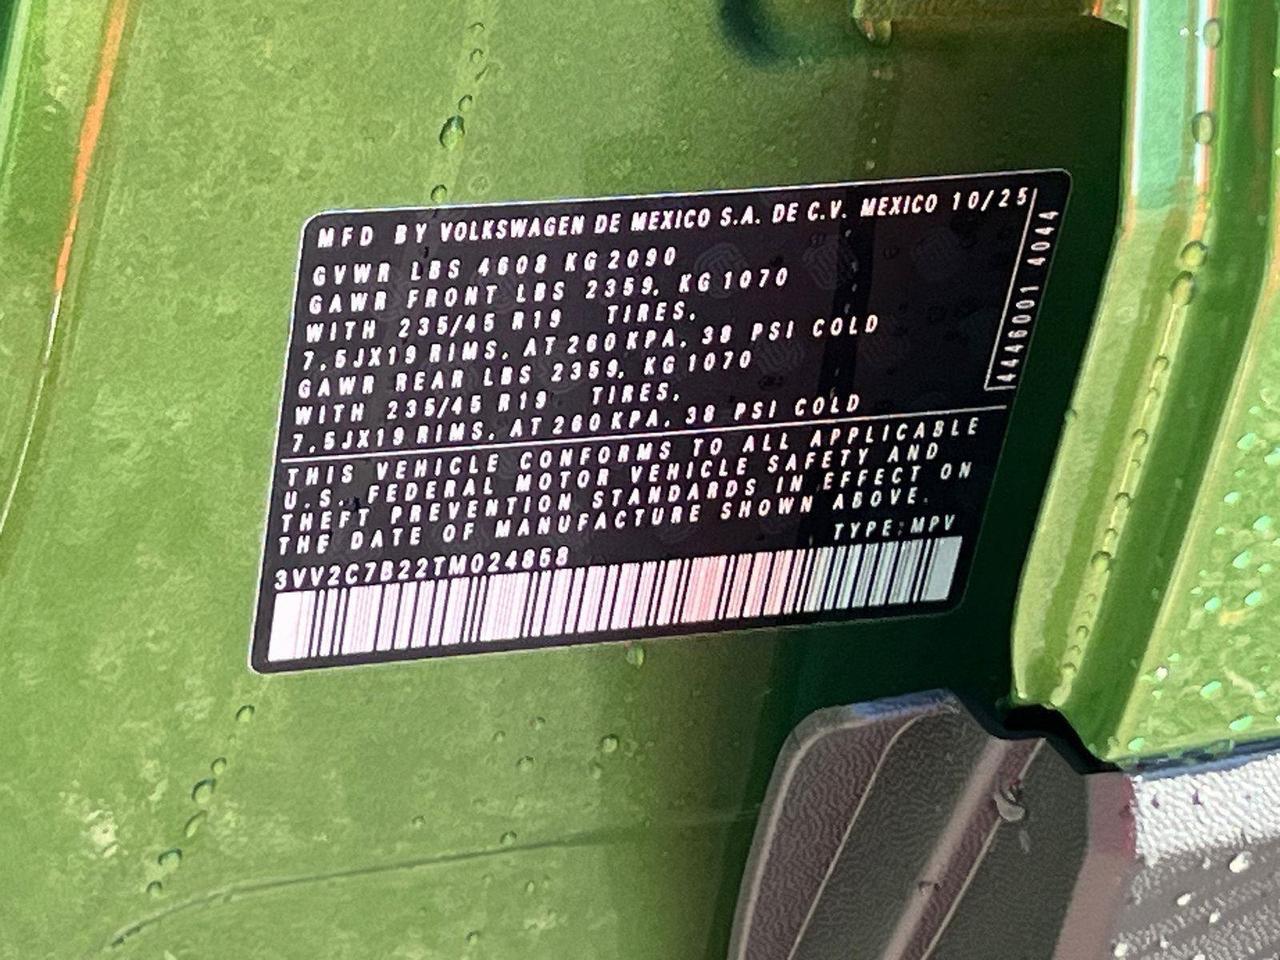 MFD BY VOLKSWAGEN DE MEXICO S.A. DE C.V. MEXICO 10/25
GVWR LBS 4608 KG 2090
GAWR FRONT LBS 2359, KG 1070
WITH 235/45 R19 TIRES,
7,5JX19 RIMS, AT 260 KPA, 38 PSI COLD
GAWR REAR LBS 2359, KG 1070
WITH 235/45 R19 TIRES,
7,5JX19 RIMS, AT 260 KPA, 38 PSI COLD
THIS VEHICLE CONFORMS TO ALL APPLICABLE
U.S. FEDERAL MOTOR VEHICLE SAFETY AND
THEFT PREVENTION STANDARDS IN EFFECT ON
THE DATE OF MANUFACTURE SHOWN ABOVE.
TYPE: MPV
3VV2C7B22TM024858
4446001 4044